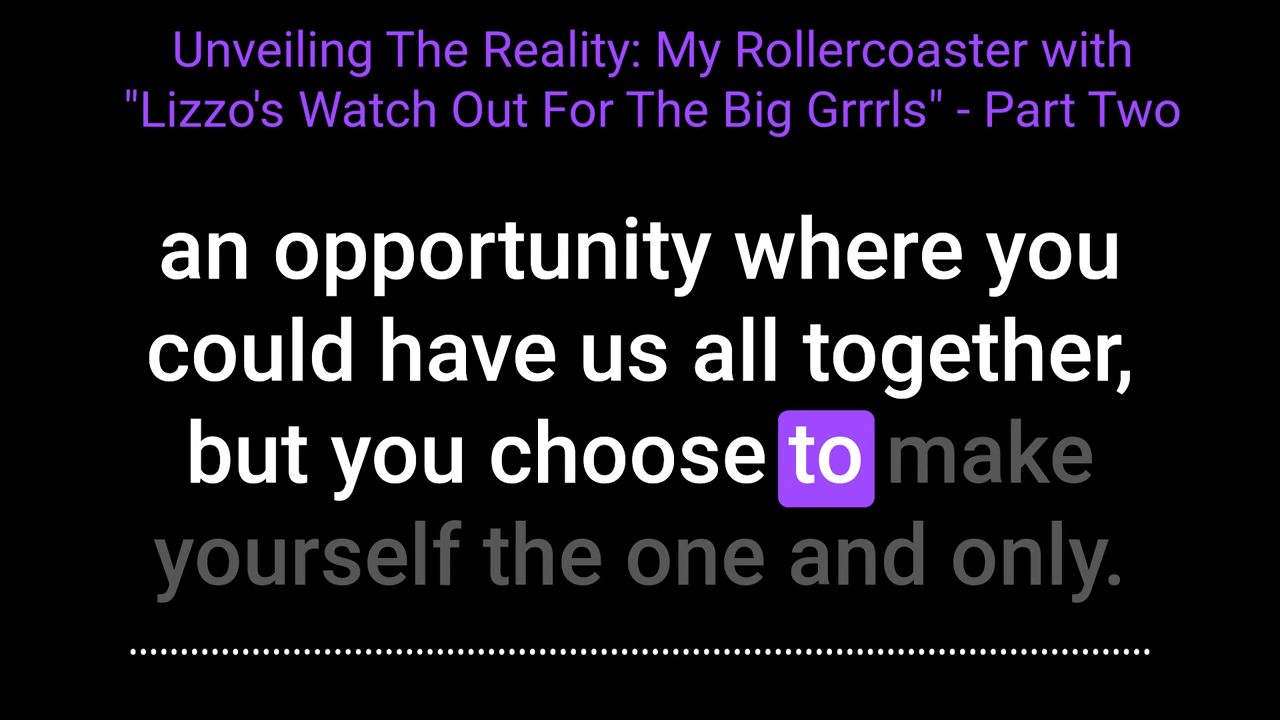 Unveiling The Reality: My Rollercoaster with
"Lizzo's Watch Out For The Big Grrrls" - Part Two
an opportunity where you
could have us all together,
but you choose to make
yourself the one and only.